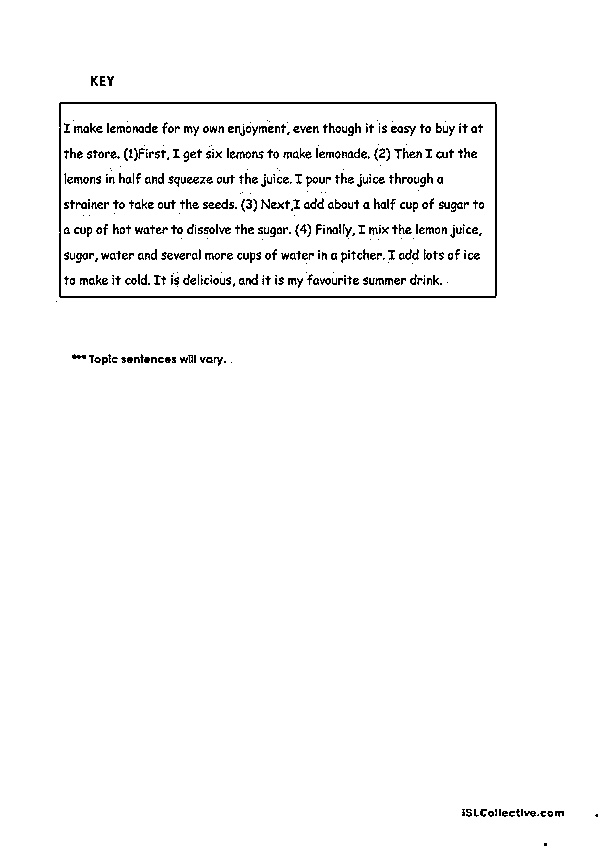 KEY
I make lemonade for my own enjoyment, even though it is easy to buy it at
the store. (1)First, I get six lemons to make lemonade. (2) Then I cut the
lemons in half and squeeze out the juice. I pour the juice through a
strainer to take out the seeds. (3) Next,I add about a half cup of sugar to
a cup of hot water to dissolve the sugar. (4) Finally, I mix the lemon juice,
sugar, water and several more cups of water in a pitcher. I add lots of ice
to make it cold. It is delicious, and it is my favourite summer drink.
*** Topic sentences will vary.
iSLCollective.com